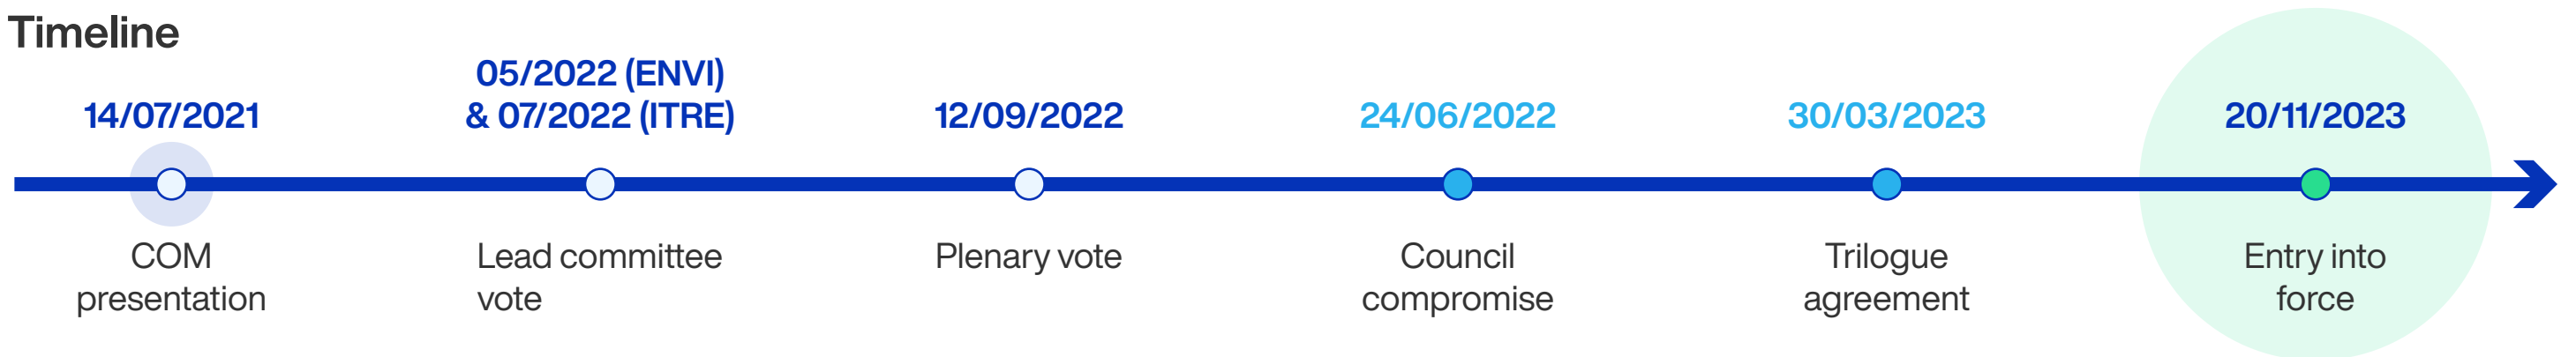 Timeline
14/07/2021
COM
presentation
05/2022 (ENVI)
& 07/2022 (ITRE)
Lead committee
vote
12/09/2022
Plenary vote
24/06/2022
Council
compromise
30/03/2023
Trilogue
agreement
20/11/2023
Entry into
force